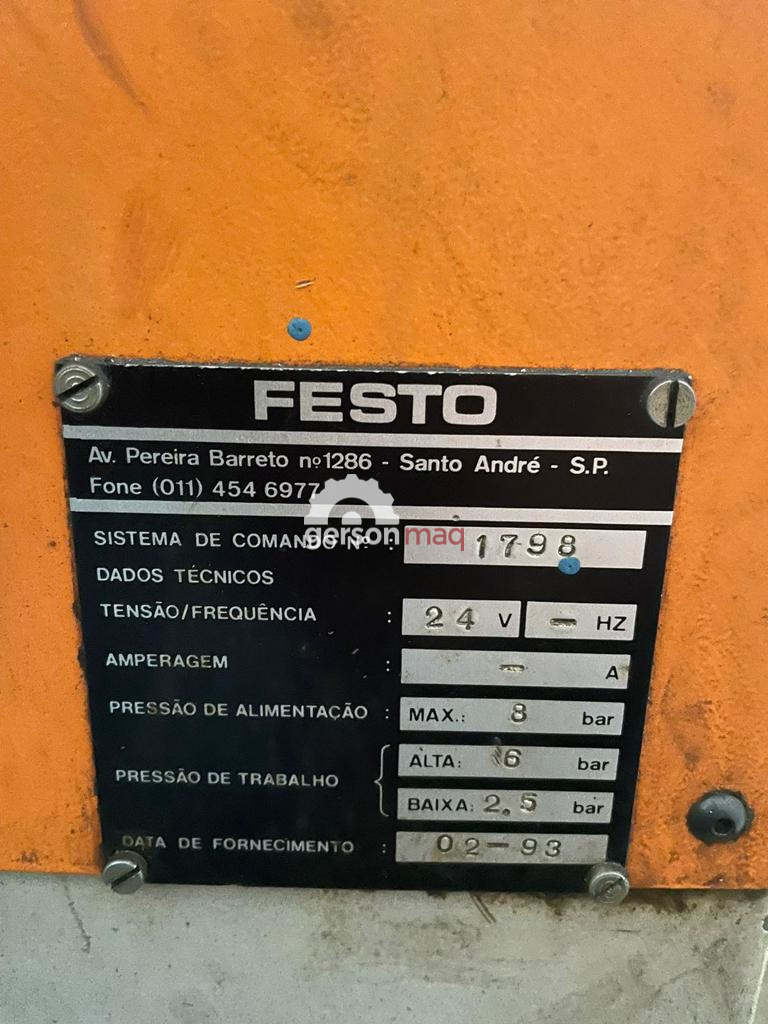 FESTO
Av. Pereira Barreto nº1286 - Santo André - S.P.
Fone (011) 454 6977
gersonmaq
SISTEMA DE COMANDO Nº : 1798
DADOS TÉCNICOS
TENSÃO/FREQUÊNCIA : 24 V - HZ
AMPERAGEM : - A
PRESSÃO DE ALIMENTAÇÃO : MAX.: 8 bar
PRESSÃO DE TRABALHO { ALTA: 6 bar
BAIXA: 2.5 bar
DATA DE FORNECIMENTO : 02-93